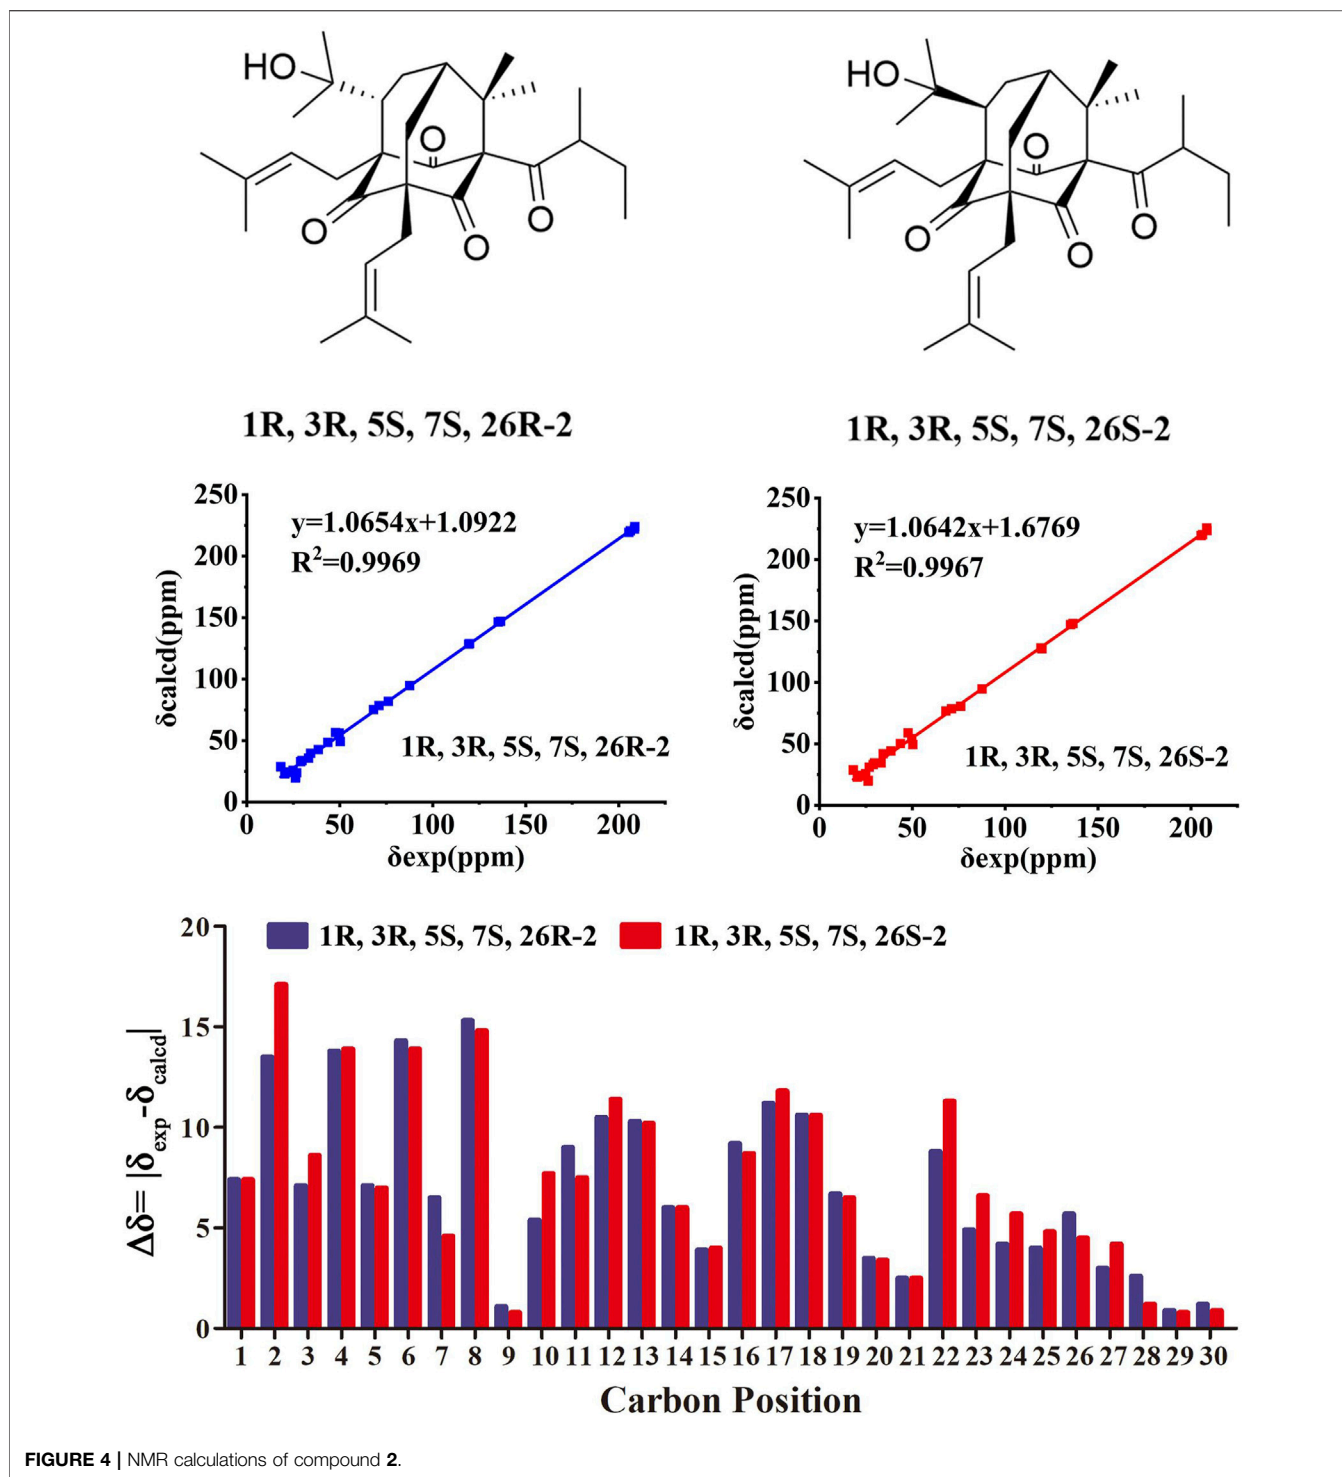 HO
O
O
O
O
HO
O
O
O
O
1R, 3R, 5S, 7S, 26R-2
1R, 3R, 5S, 7S, 26S-2
250
200
150
100
50
0
δcalcd(ppm)
y=1.0654x+1.0922
R²=0.9969
1R, 3R, 5S, 7S, 26R-2
0 50 100 150 200
δexp(ppm)
250
200
150
100
50
0
δcalcd(ppm)
y=1.0642x+1.6769
R²=0.9967
1R, 3R, 5S, 7S, 26S-2
0 50 100 150 200
δexp(ppm)
1R, 3R, 5S, 7S, 26R-2 1R, 3R, 5S, 7S, 26S-2
20
15
10
5
0
Δδ= |δexp-δcalcd|
1 2 3 4 5 6 7 8 9 10 11 12 13 14 15 16 17 18 19 20 21 22 23 24 25 26 27 28 29 30
Carbon Position
FIGURE 4 | NMR calculations of compound 2.